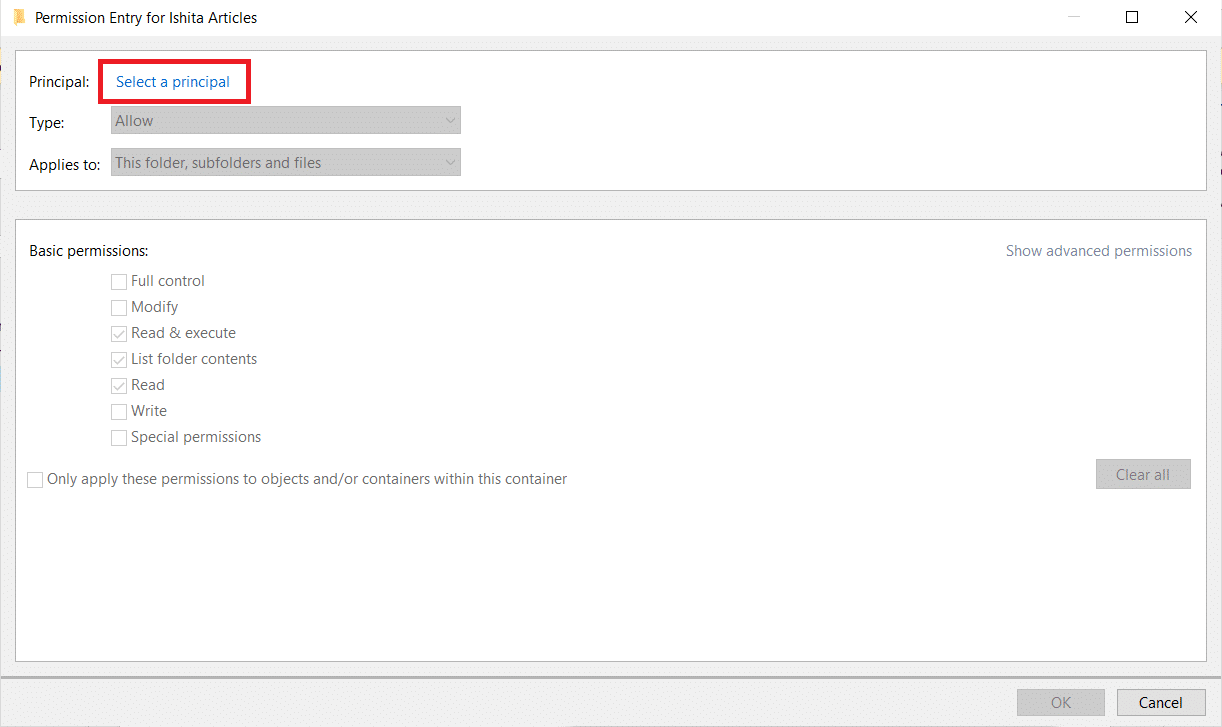 Permission Entry for Ishita Articles
Principal: Select a principal
Type: Allow
Applies to: This folder, subfolders and files
Basic permissions: Show advanced permissions
Full control
Modify
Read & execute
List folder contents
Read
Write
Special permissions
Only apply these permissions to objects and/or containers within this container
Clear all
OK Cancel